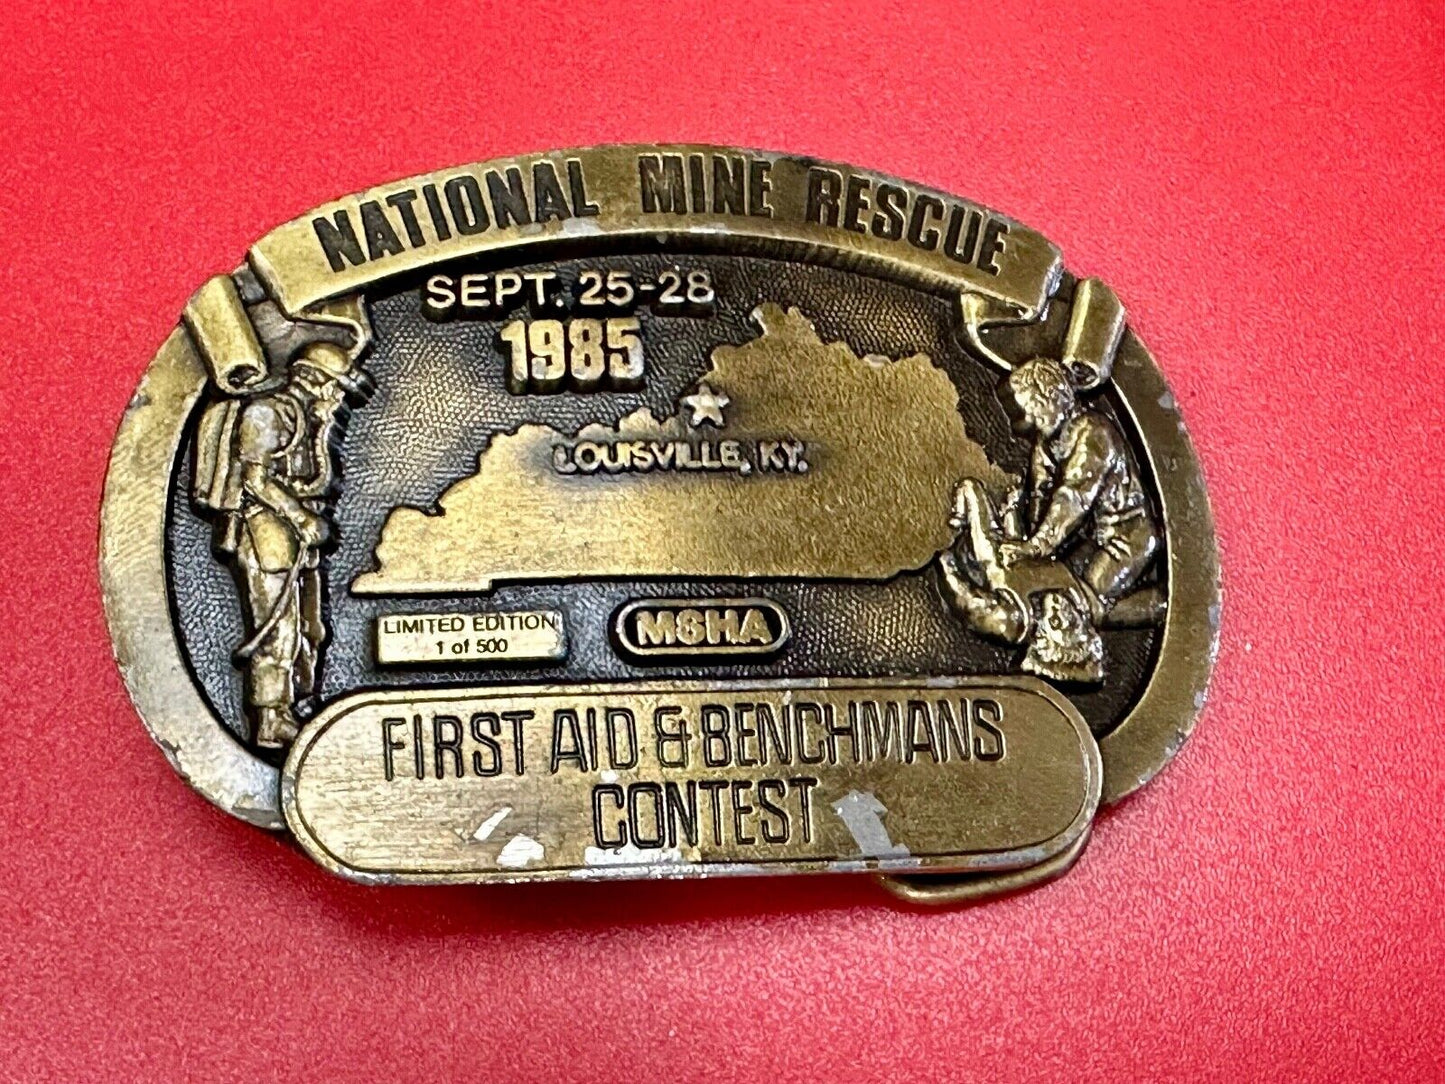 NATIONAL MINE RESCUE
SEPT. 25-28
1985
LOUISVILLE, KY.
LIMITED EDITION
1 of 500
MSHA
FIRST AID & BENCHMANS
CONTEST